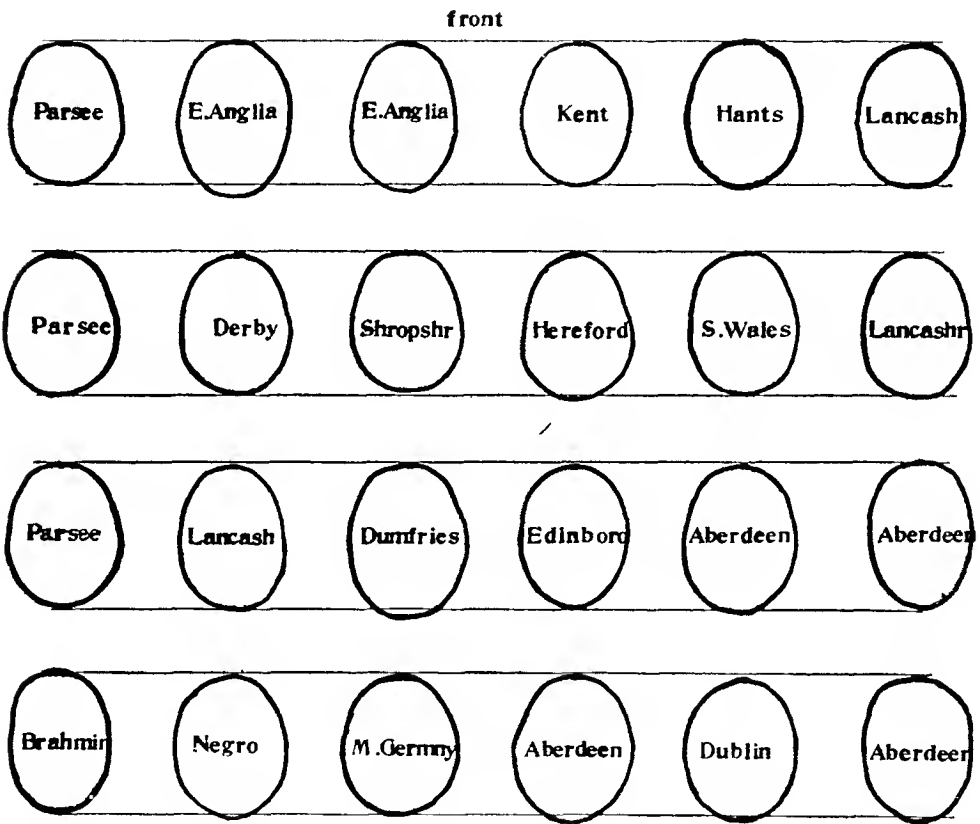 front
Parsee E.Anglia E.Anglia Kent Hants Lancash
Parsee Derby Shropshr Hereford S.Wales Lancashr
Parsee Lancash Dumfries Edinboro Aberdeen Aberdeen
Brahmin Negro M.Germny Aberdeen Dublin Aberdeen